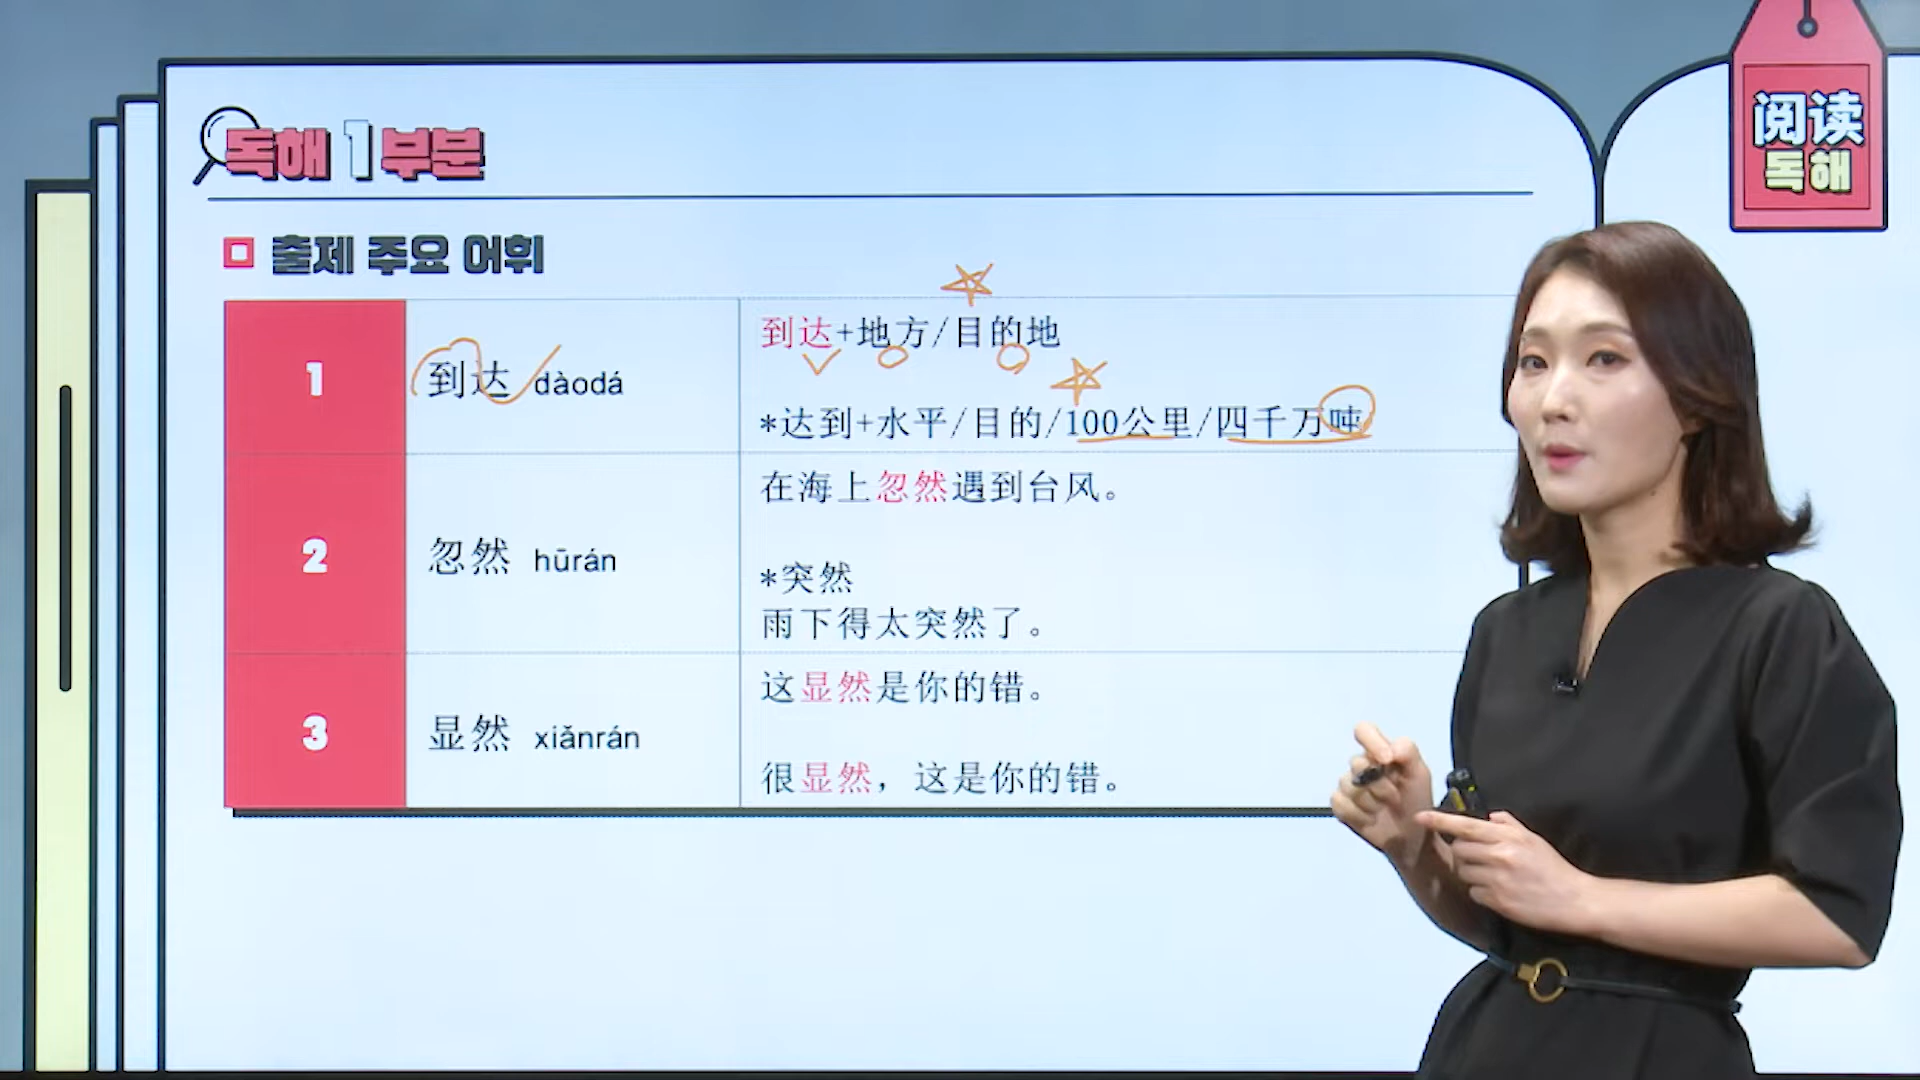 독해 1 부분
阅读
독해
출제 주요 어휘
1
到达 dàodá
到达+地方/目的地
*达到+水平/目的/100公里/四千万吨
2
忽然 hūrán
在海上忽然遇到台风。
*突然
雨下得太突然了。
3
显然 xiǎnrán
这显然是你的错。
很显然，这是你的错。